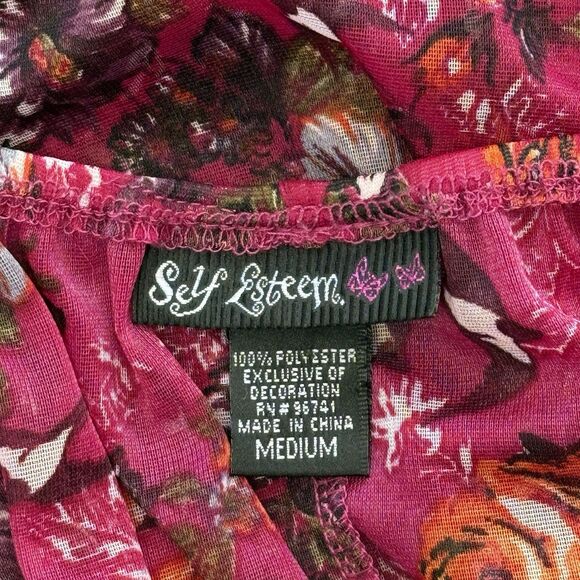 Self Esteem.
100% POLYESTER
EXCLUSIVE OF
DECORATION
RN# 96741
MADE IN CHINA
MEDIUM